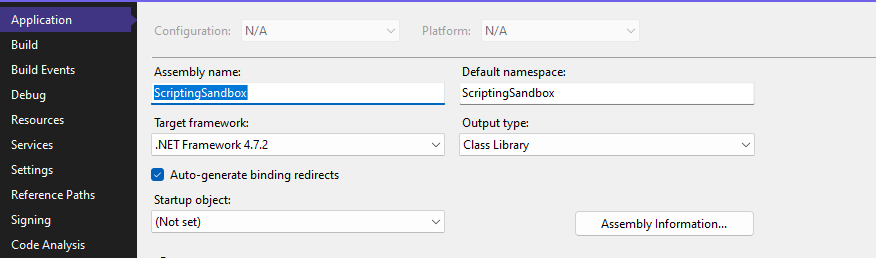 Application
Build
Build Events
Debug
Resources
Services
Settings
Reference Paths
Signing
Code Analysis
Configuration: N/A Platform: N/A
Assembly name: Default namespace:
ScriptingSandbox ScriptingSandbox
Target framework: Output type:
.NET Framework 4.7.2 Class Library
Auto-generate binding redirects
Startup object:
(Not set) Assembly Information...